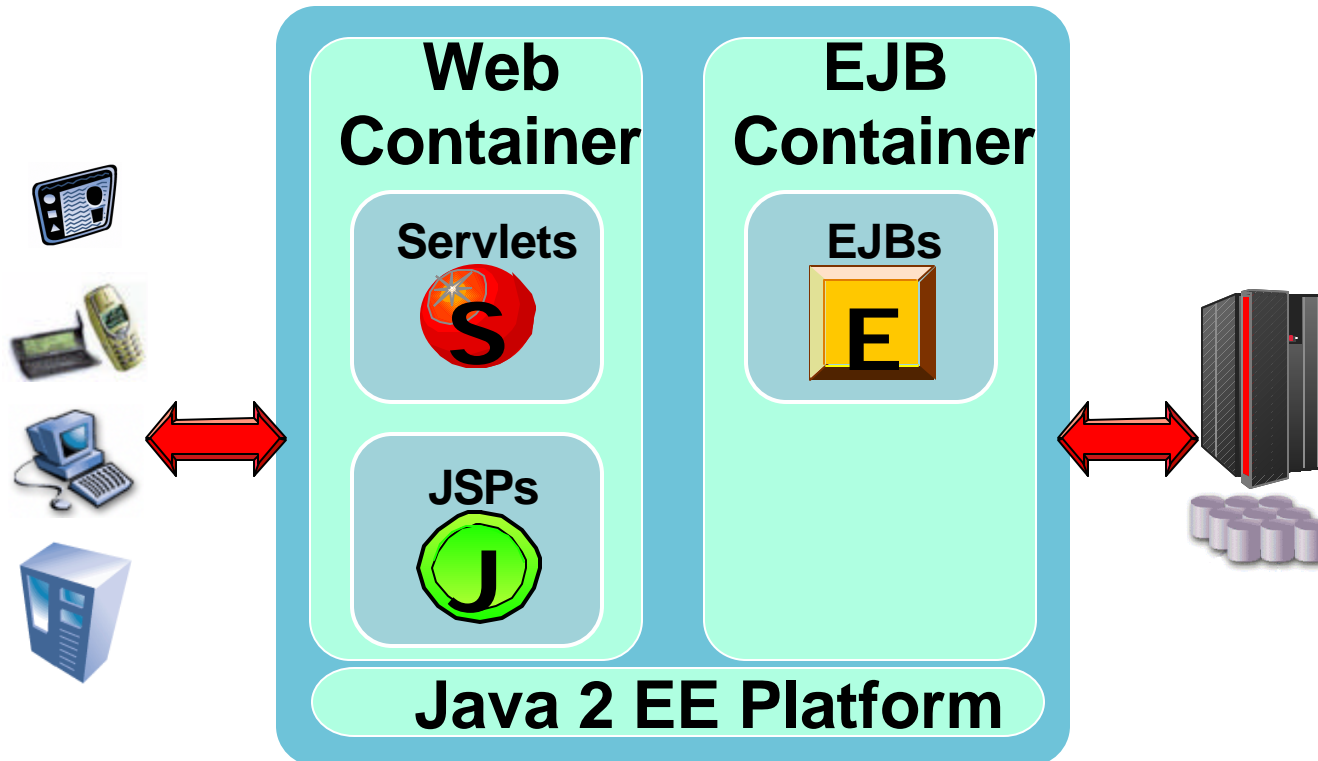 Web
Container
Servlets
S
JSPs
J
EJB
Container
EJBs
E
Java 2 EE Platform